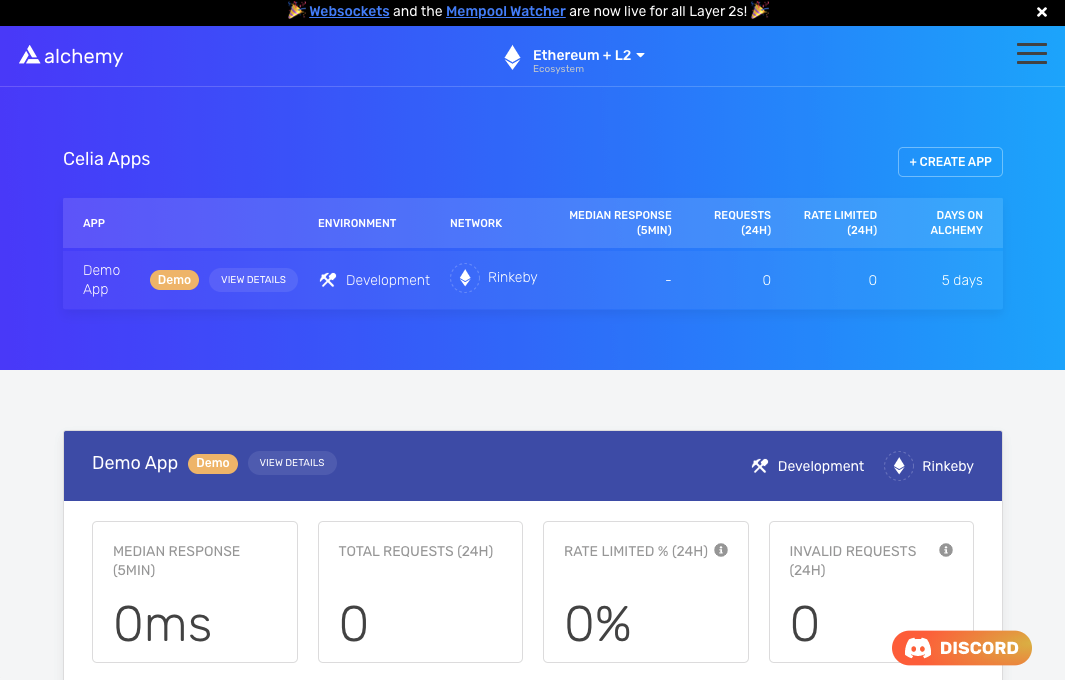 Websockets and the Mempool Watcher are now live for all Layer 2s!
alchemy
Ethereum + L2
Ecosystem
Celia Apps
+ CREATE APP
APP ENVIRONMENT NETWORK MEDIAN RESPONSE (5MIN) REQUESTS (24H) RATE LIMITED (24H) DAYS ON ALCHEMY
Demo App Demo VIEW DETAILS Development Rinkeby - 0 0 5 days
Demo App Demo VIEW DETAILS Development Rinkeby
MEDIAN RESPONSE
(5MIN)
0ms
TOTAL REQUESTS (24H)
0
RATE LIMITED % (24H)
0%
INVALID REQUESTS
(24H)
0
DISCORD